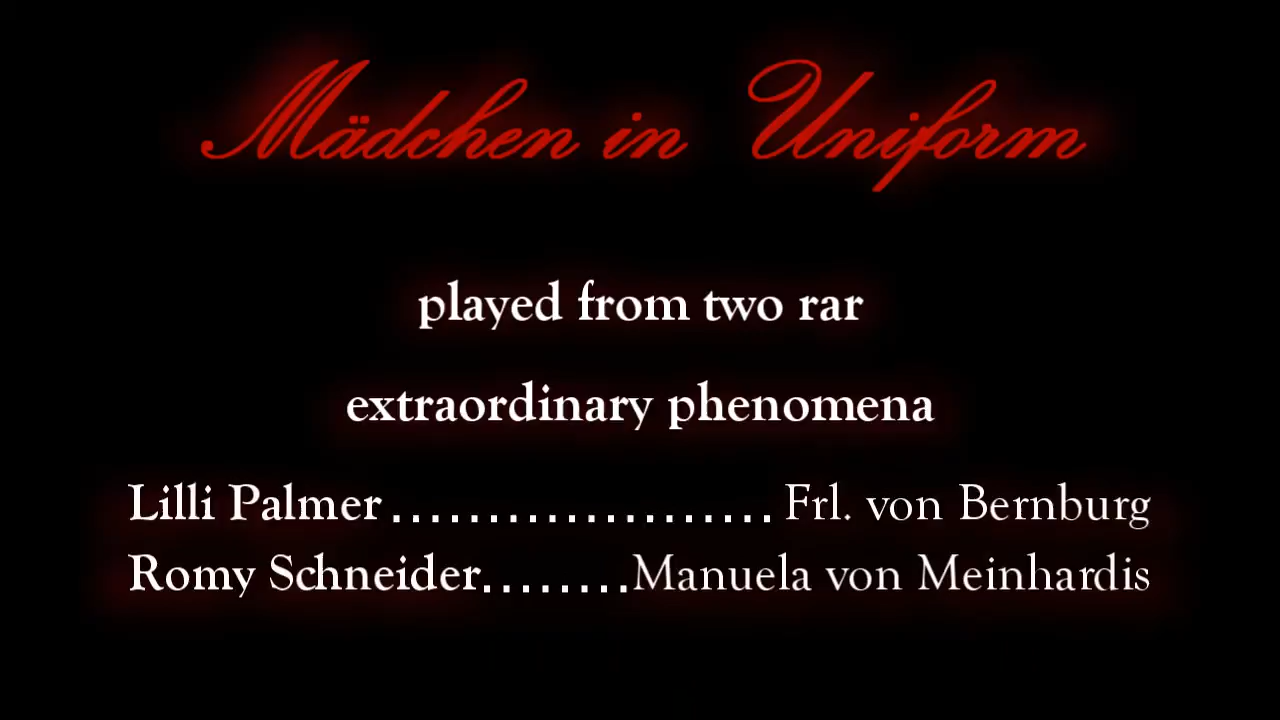 Mädchen in Uniform
played from two rar
extraordinary phenomena
Lilli Palmer .................... Frl. von Bernburg
Romy Schneider........Manuela von Meinhardis